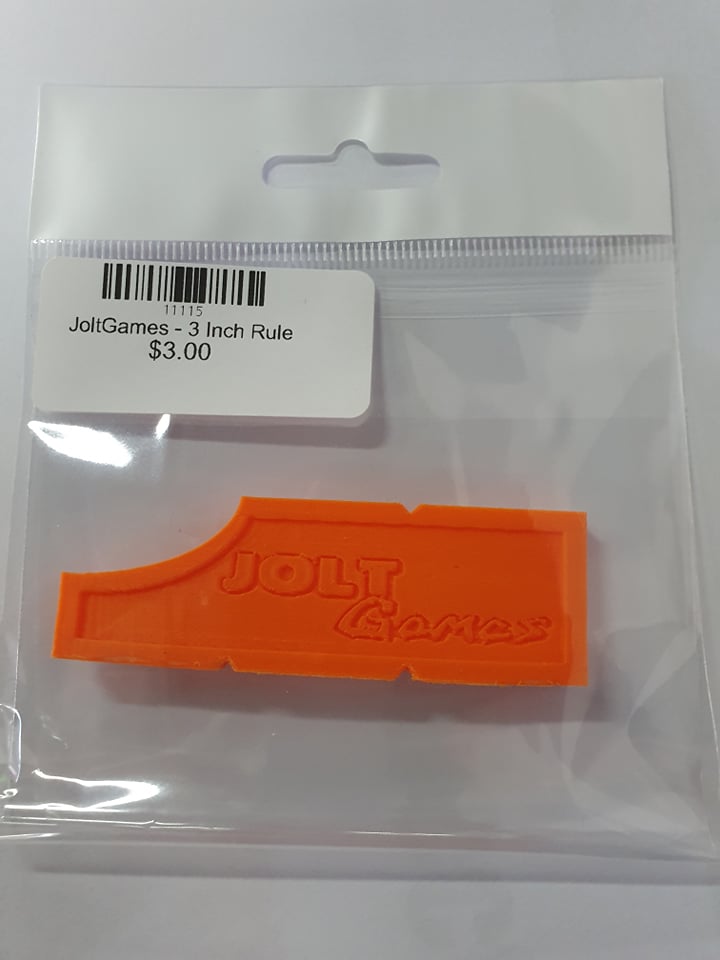 11115
JoltGames - 3 Inch Rule
$3.00
JOLT
Games